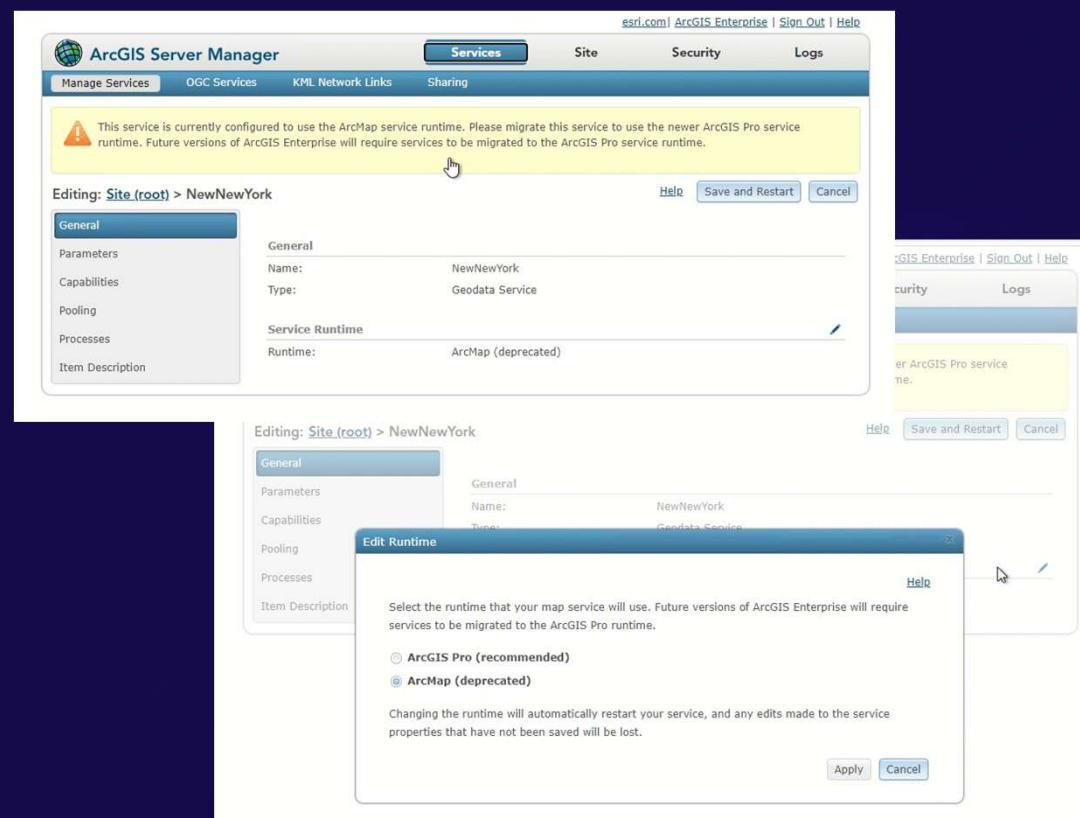 esri.com| ArcGIS Enterprise | Sign Out | Help
ArcGIS Server Manager
Services
Site
Security
Logs
Manage Services
OGC Services
KML Network Links
Sharing
This service is currently configured to use the ArcMap service runtime. Please migrate this service to use the newer ArcGIS Pro service
runtime. Future versions of ArcGIS Enterprise will require services to be migrated to the ArcGIS Pro service runtime.
Editing: Site (root) > NewNewYork
Help
Save and Restart
Cancel
General
Parameters
Capabilities
Pooling
Processes
Item Description
General
Name: NewNewYork
Type: Geodata Service
Service Runtime
Runtime: ArcMap (deprecated)
GIS Enterprise | Sign Out | Help
curity
Logs
er ArcGIS Pro service
me.
Editing: Site (root) > NewNewYork
Help
Save and Restart
Cancel
General
Parameters
Capabilities
Pooling
Processes
Item Description
General
Name: NewNewYork
Type: Geodata Service
Edit Runtime
Help
Select the runtime that your map service will use. Future versions of ArcGIS Enterprise will require
services to be migrated to the ArcGIS Pro runtime.
ArcGIS Pro (recommended)
ArcMap (deprecated)
Changing the runtime will automatically restart your service, and any edits made to the service
properties that have not been saved will be lost.
Apply
Cancel